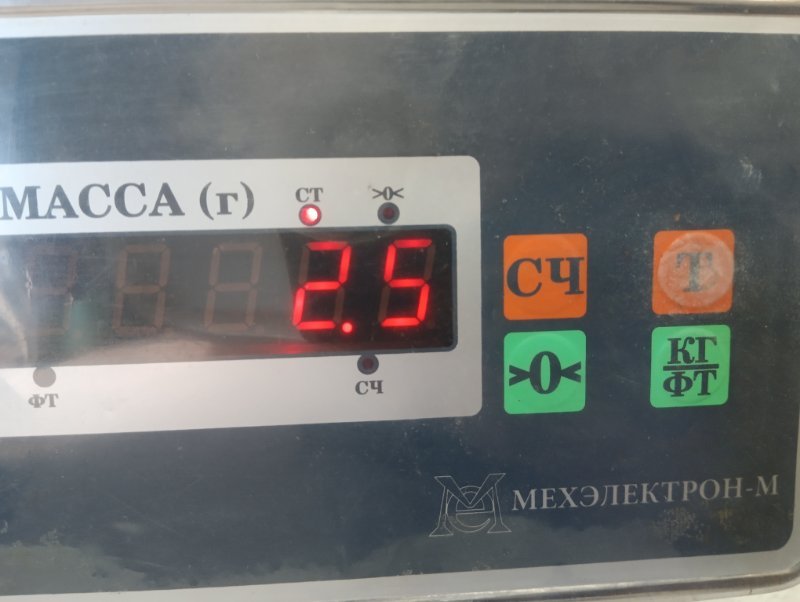 МАССА (г)
СТ
>0<
2.5
ФТ
СЧ
СЧ
Т
>0<
КГ
ФТ
МЕХЭЛЕКТРОН-М